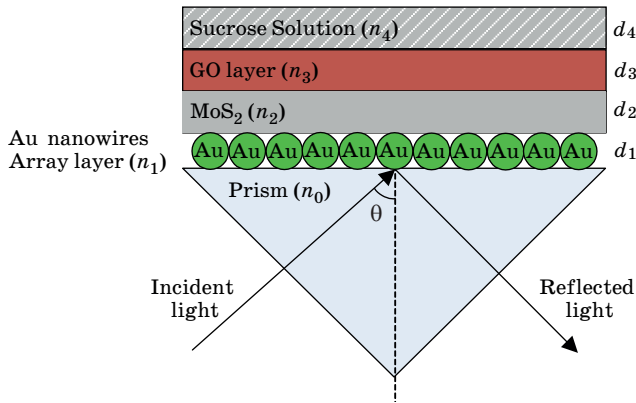 Sucrose Solution (n₄) d₄
GO layer (n₃) d₃
MoS₂ (n₂) d₂
Au nanowires
Array layer (n₁)
Au Au Au Au Au Au Au Au Au Au Au d₁
Prism (n₀)
θ
Incident
light
Reflected
light